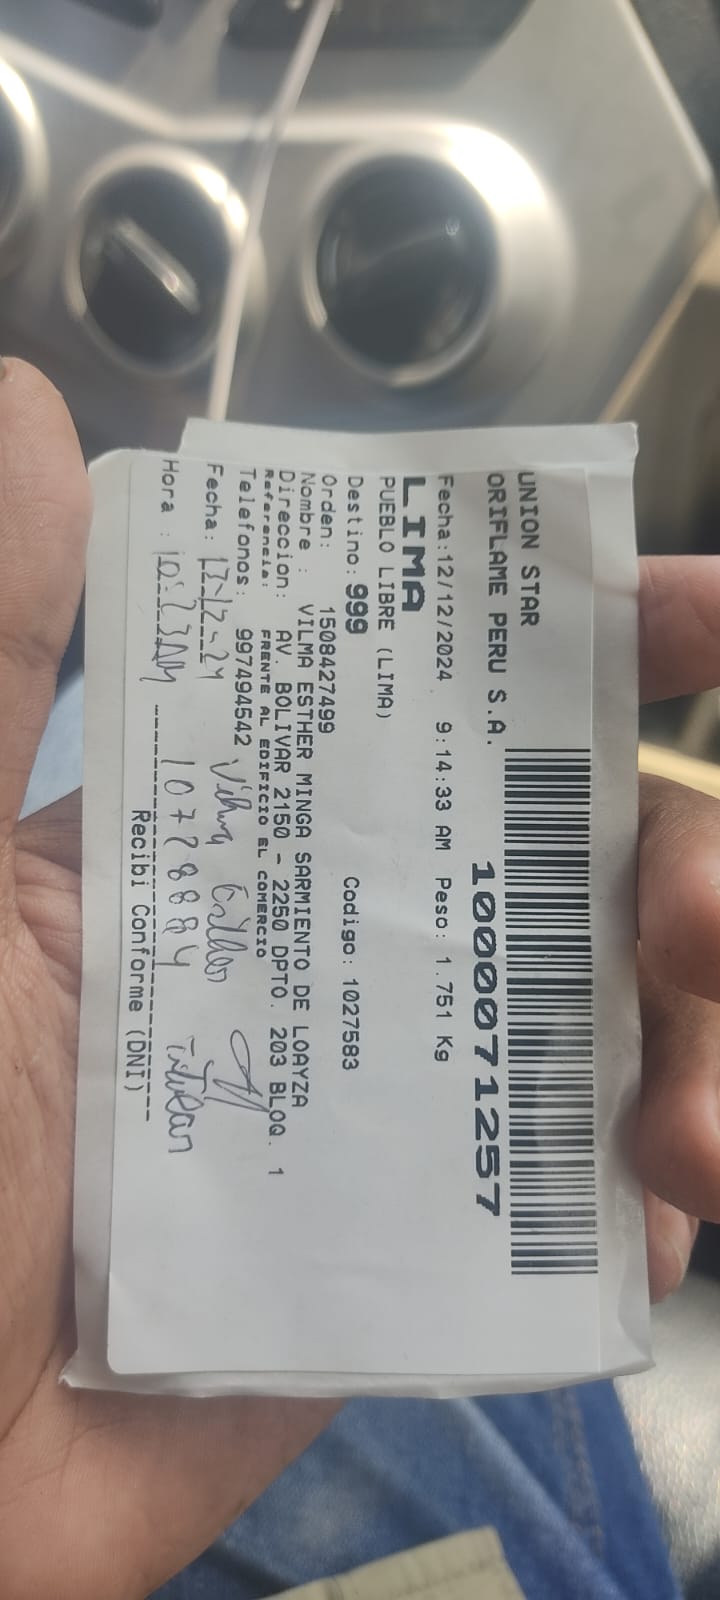 UNION STAR
ORIFLAME PERU S.A.
1000071257
Fecha:12/12/2024 9:14:33 AM Peso: 1.751 Kg
LIMA
PUEBLO LIBRE (LIMA)
Destino: 999 Codigo: 1027583
Orden: 1508427499
Nombre : VILMA ESTHER MINGA SARMIENTO DE LOAYZA
Direccion: AV. BOLIVAR 2150 - 2250 DPTO. 203 BLOQ. 1
Referencia: FRENTE AL EDIFICIO EL COMERCIO
Telefonos: 997494542
Fecha: 13-12-24 Vilma Esther
Hora : 10:23AM 10728884 titular
Recibi Conforme (DNI)